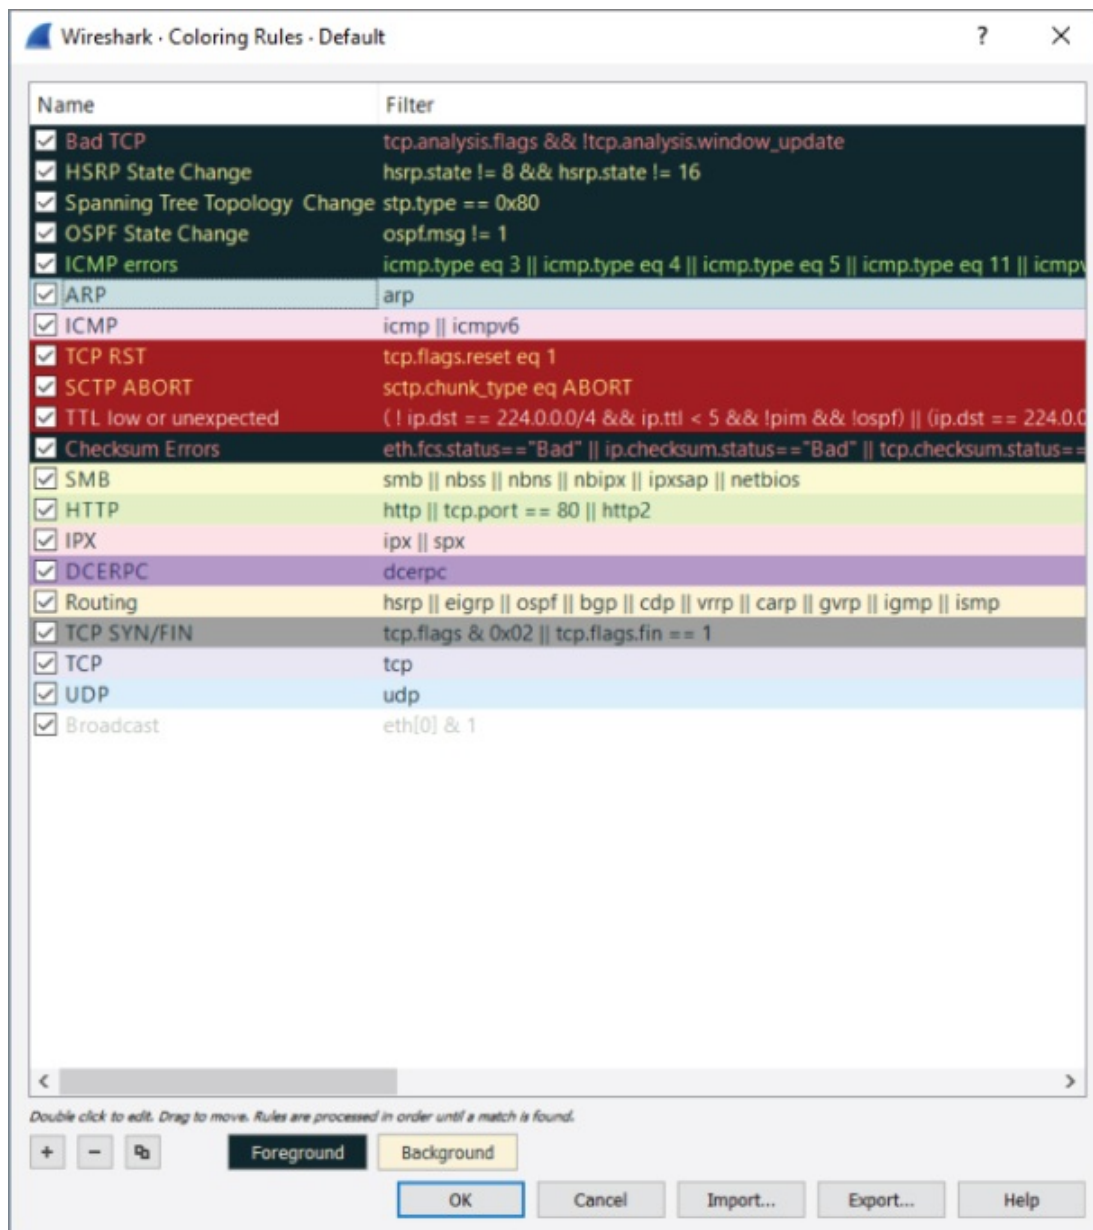 Wireshark · Coloring Rules · Default
?
Name Filter
Bad TCP tcp.analysis.flags && !tcp.analysis.window_update
HSRP State Change hsrp.state != 8 && hsrp.state != 16
Spanning Tree Topology  Change stp.type == 0x80
OSPF State Change ospf.msg != 1
ICMP errors icmp.type eq 3 || icmp.type eq 4 || icmp.type eq 5 || icmp.type eq 11 || icmpv
ARP arp
ICMP icmp || icmpv6
TCP RST tcp.flags.reset eq 1
SCTP ABORT sctp.chunk_type eq ABORT
TTL low or unexpected ( ! ip.dst == 224.0.0.0/4 && ip.ttl < 5 && !pim && !ospf) || (ip.dst == 224.0.0
Checksum Errors eth.fcs.status=="Bad" || ip.checksum.status=="Bad" || tcp.checksum.status==
SMB smb || nbss || nbns || nbipx || ipxsap || netbios
HTTP http || tcp.port == 80 || http2
IPX ipx || spx
DCERPC dcerpc
Routing hsrp || eigrp || ospf || bgp || cdp || vrrp || carp || gvrp || igmp || ismp
TCP SYN/FIN tcp.flags & 0x02 || tcp.flags.fin == 1
TCP tcp
UDP udp
Broadcast eth[0] & 1
Double click to edit. Drag to move. Rules are processed in order until a match is found.
Foreground Background
OK Cancel Import... Export... Help